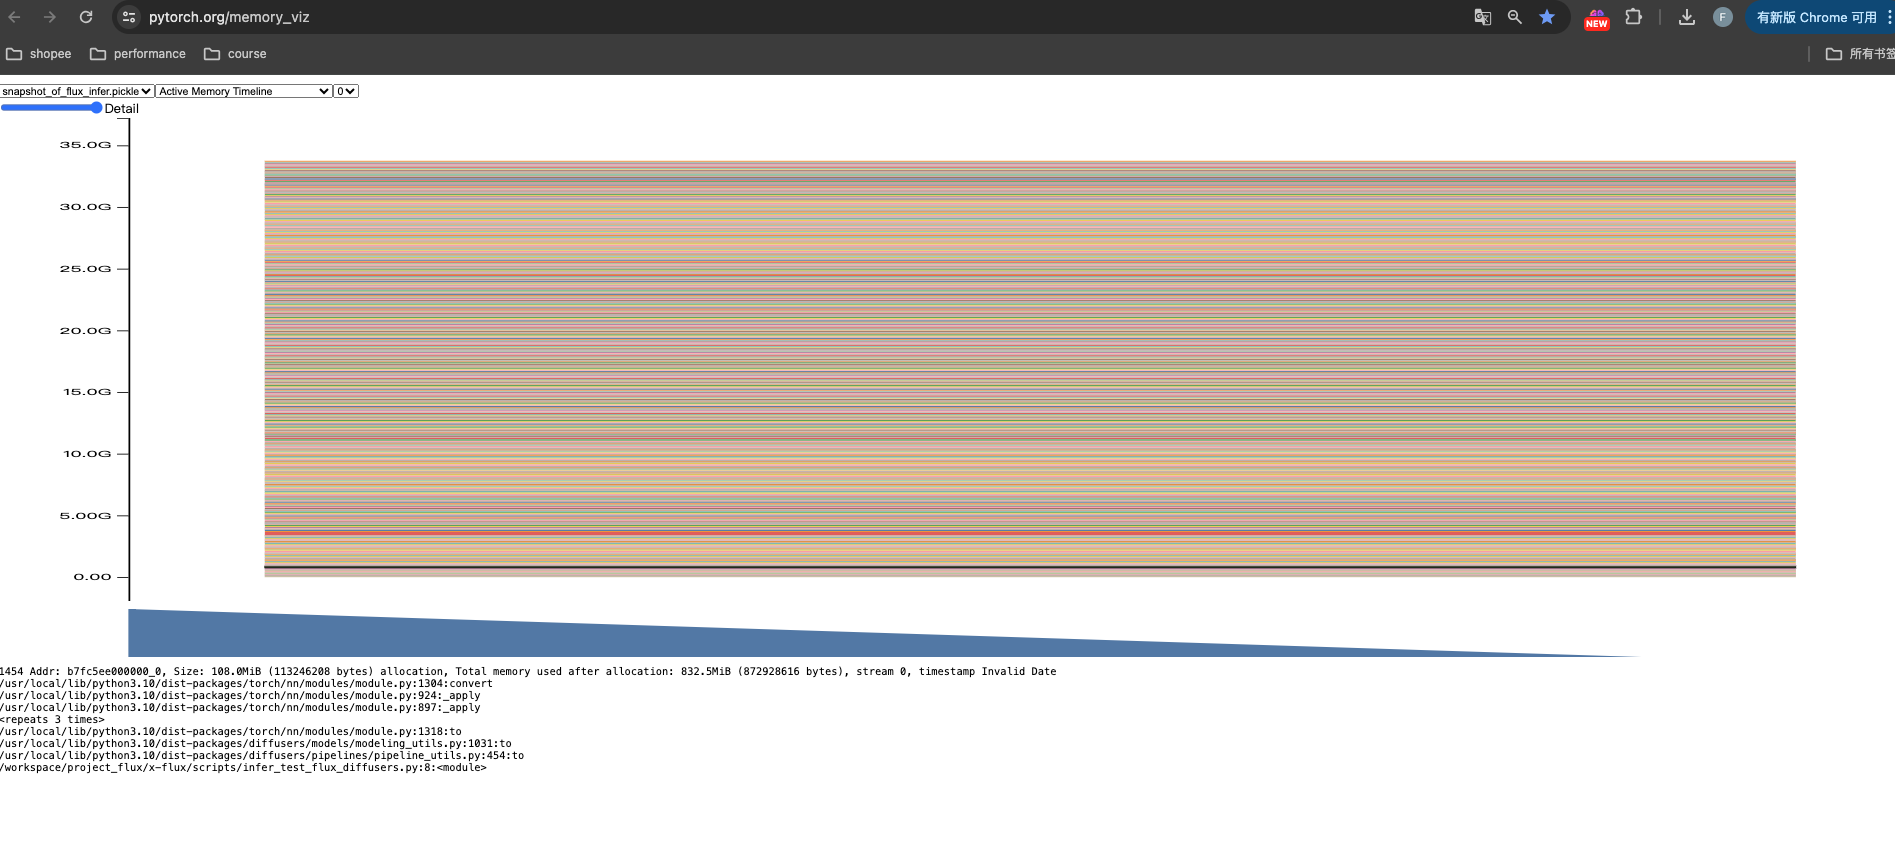 pytorch.org/memory_viz
NEW
F
有新版 Chrome 可用
shopee
performance
course
所有书签
snapshot_of_flux_infer.pickle
Active Memory Timeline
0
Detail
35.0G
30.0G
25.0G
20.0G
15.0G
10.0G
5.00G
0.00
1454 Addr: b7fc5ee000000_0, Size: 108.0MiB (113246208 bytes) allocation, Total memory used after allocation: 832.5MiB (872928616 bytes), stream 0, timestamp Invalid Date
/usr/local/lib/python3.10/dist-packages/torch/nn/modules/module.py:1304:convert
/usr/local/lib/python3.10/dist-packages/torch/nn/modules/module.py:924:_apply
/usr/local/lib/python3.10/dist-packages/torch/nn/modules/module.py:897:_apply
<repeats 3 times>
/usr/local/lib/python3.10/dist-packages/torch/nn/modules/module.py:1318:to
/usr/local/lib/python3.10/dist-packages/diffusers/models/modeling_utils.py:1031:to
/usr/local/lib/python3.10/dist-packages/diffusers/pipelines/pipeline_utils.py:454:to
/workspace/project_flux/x-flux/scripts/infer_test_flux_diffusers.py:8:<module>